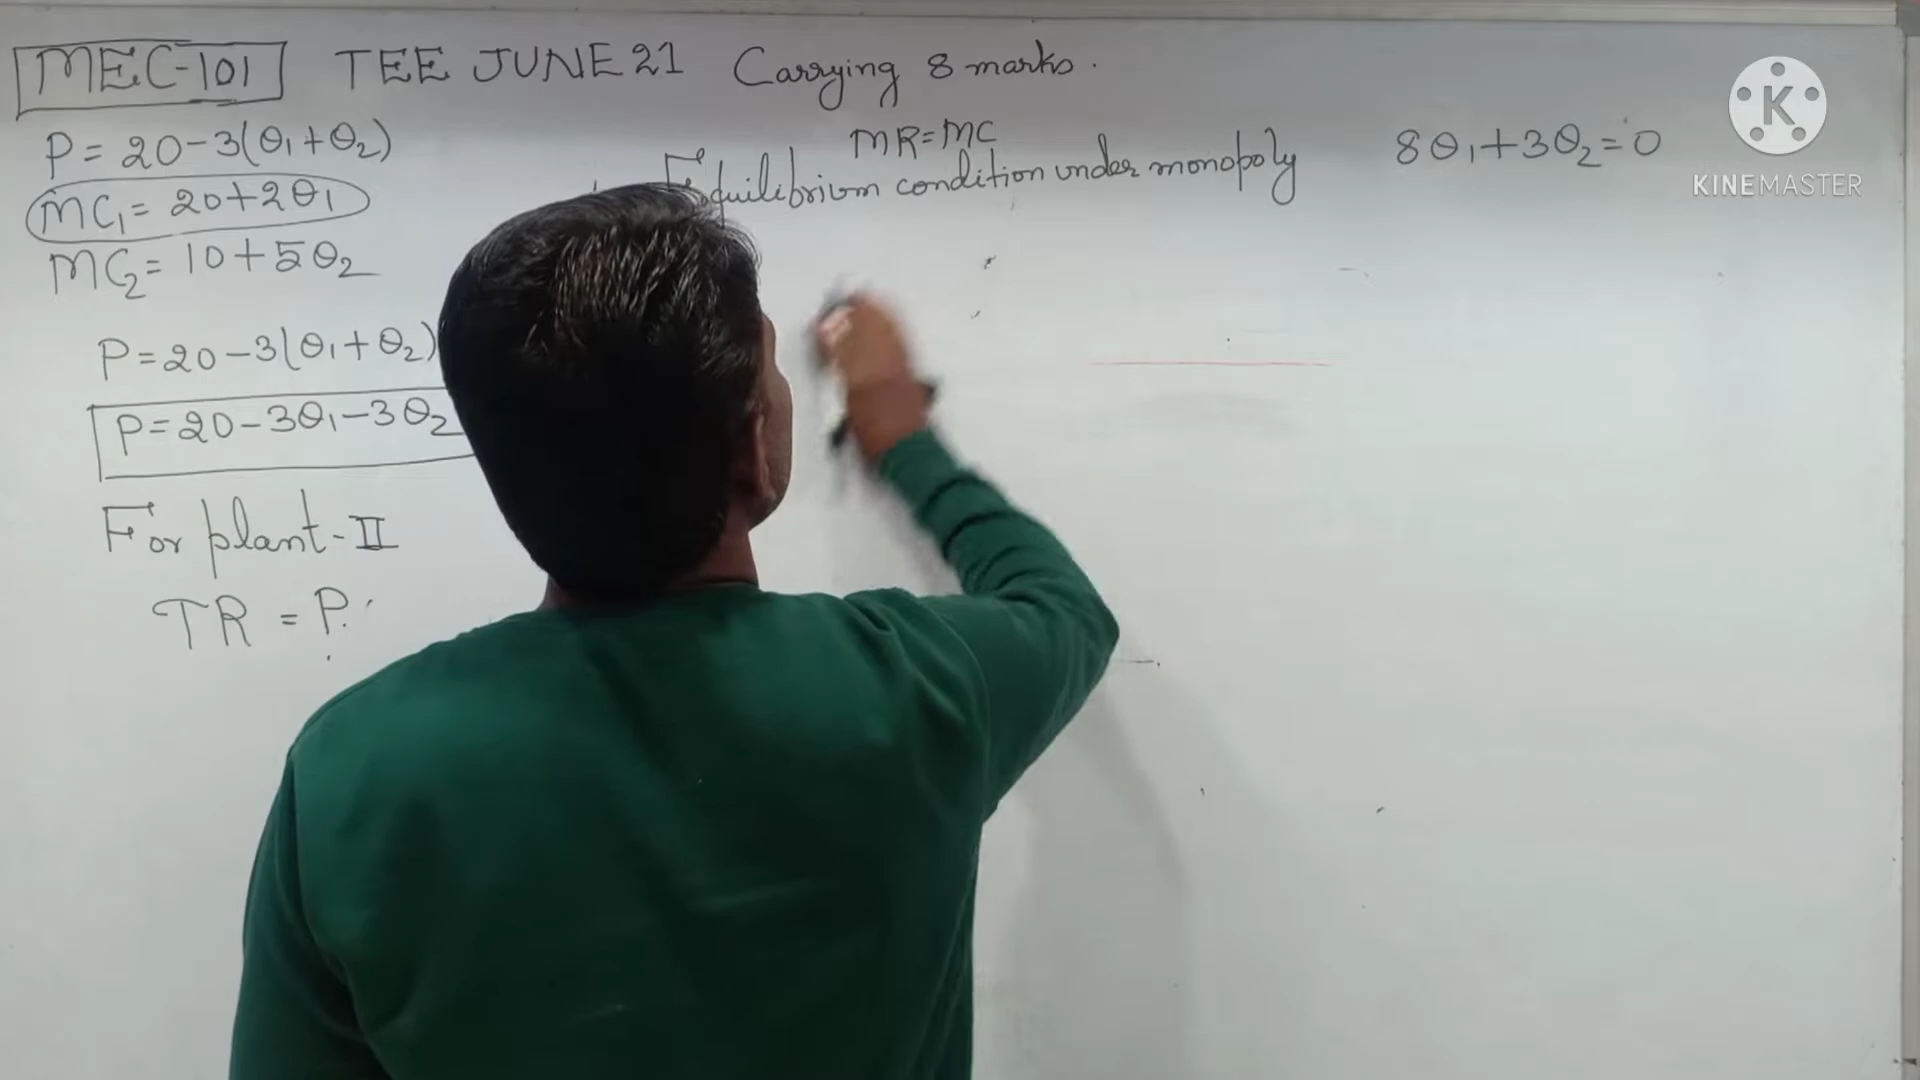 MEC-101 TEE JUNE 21 Carrying 8 marks.
P = 20-3(θ1+θ2)
MC1 = 20+2θ1
MC2 = 10+5θ2
P=20-3(θ1+θ2)
P=20-3θ1-3θ2
For plant-II
TR = P.
MR=MC
Equilibrium condition under monopoly
8θ1+3θ2=0
K
KINEMASTER